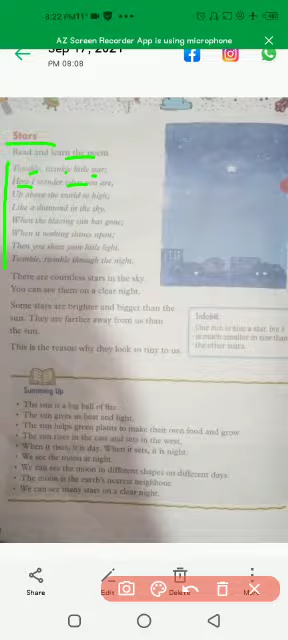 8:22 PM
AZ Screen Recorder App is using microphone
Sep 17, 2021
PM 08:08
Stars
Read and learn the poem
Twinkle, twinkle little star;
Here I wonder what you are,
Up above the world so high;
Like a diamond in the sky.
When the blazing sun has gone;
When it nothing shines upon;
Then you show your little light.
Twinkle, twinkle through the night.
There are countless stars in the sky.
You can see them on a clear night.
Some stars are brighter and bigger than the
sun. They are farther away from us than
the sun.
This is the reason why they look so tiny to us.
Infobit
Our sun is also a star, but it
is much smaller in size than
the other stars.
Summing Up
• The sun is a big ball of fire.
• The sun gives us heat and light.
• The sun helps green plants to make their own food and grow.
• The sun rises in the east and sets in the west.
• When it rises, it is day. When it sets, it is night.
• We see the moon at night.
• We can see the moon in different shapes on different days.
• The moon is the earth's nearest neighbour.
• We can see many stars on a clear night.
Share
Edit
Delete
More